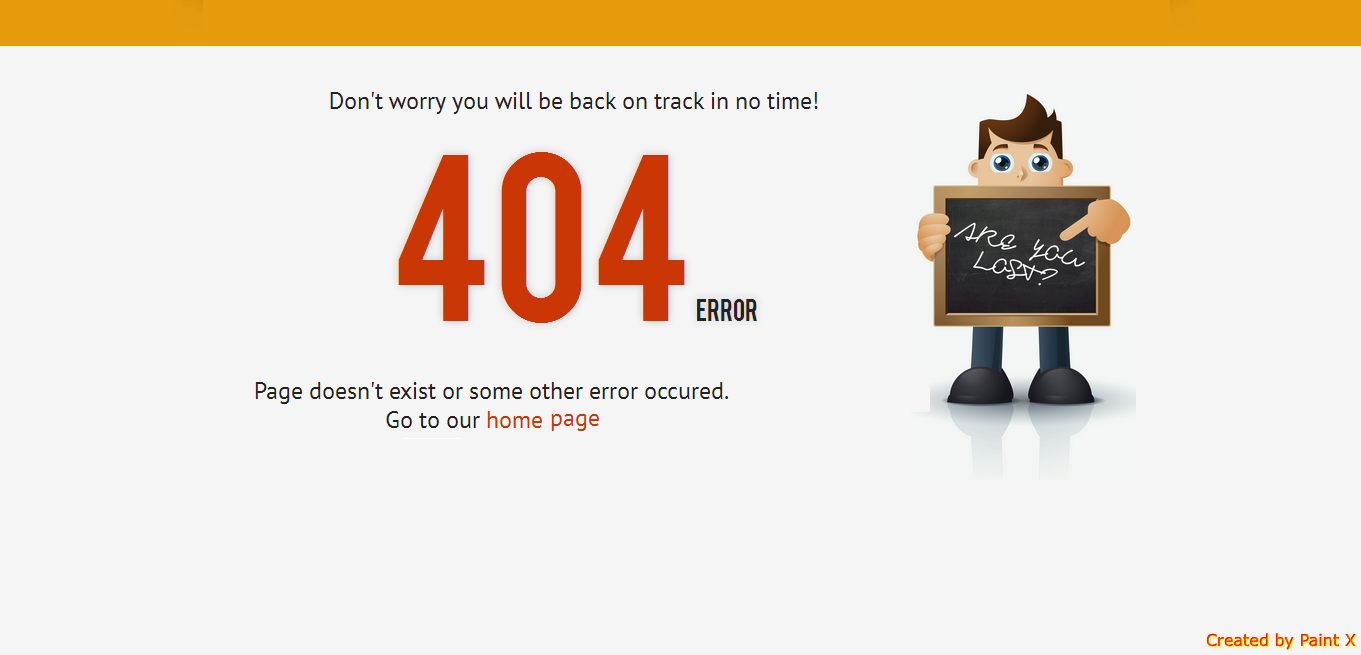 Don't worry you will be back on track in no time!
404 ERROR
ARE YOU
LOST?
Page doesn't exist or some other error occured.
Go to our home page
Created by Paint X